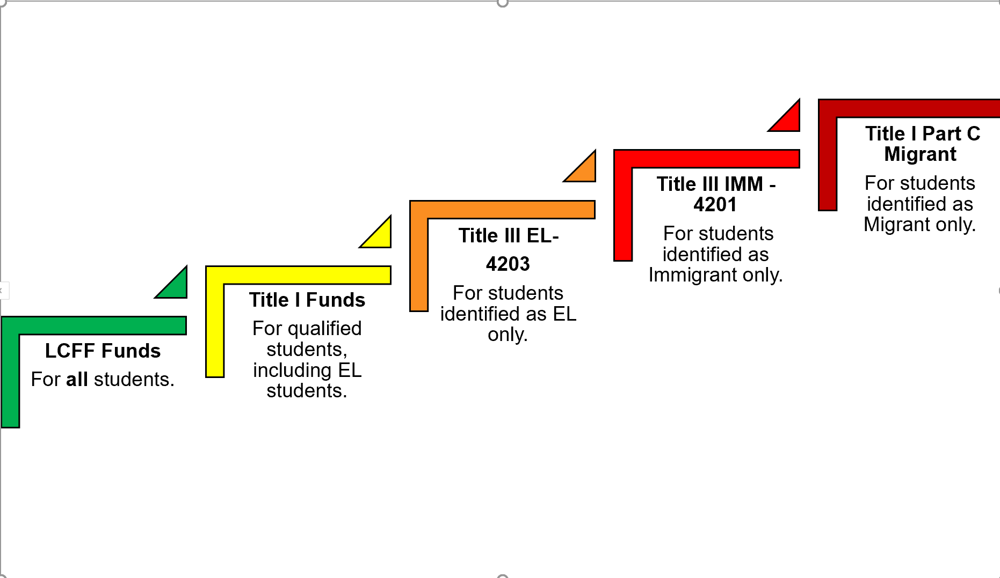 LCFF Funds
For all students.
Title I Funds
For qualified
students,
including EL
students.
Title III EL-
4203
For students
identified as EL
only.
Title III IMM -
4201
For students
identified as
Immigrant only.
Title I Part C
Migrant
For students
identified as
Migrant only.